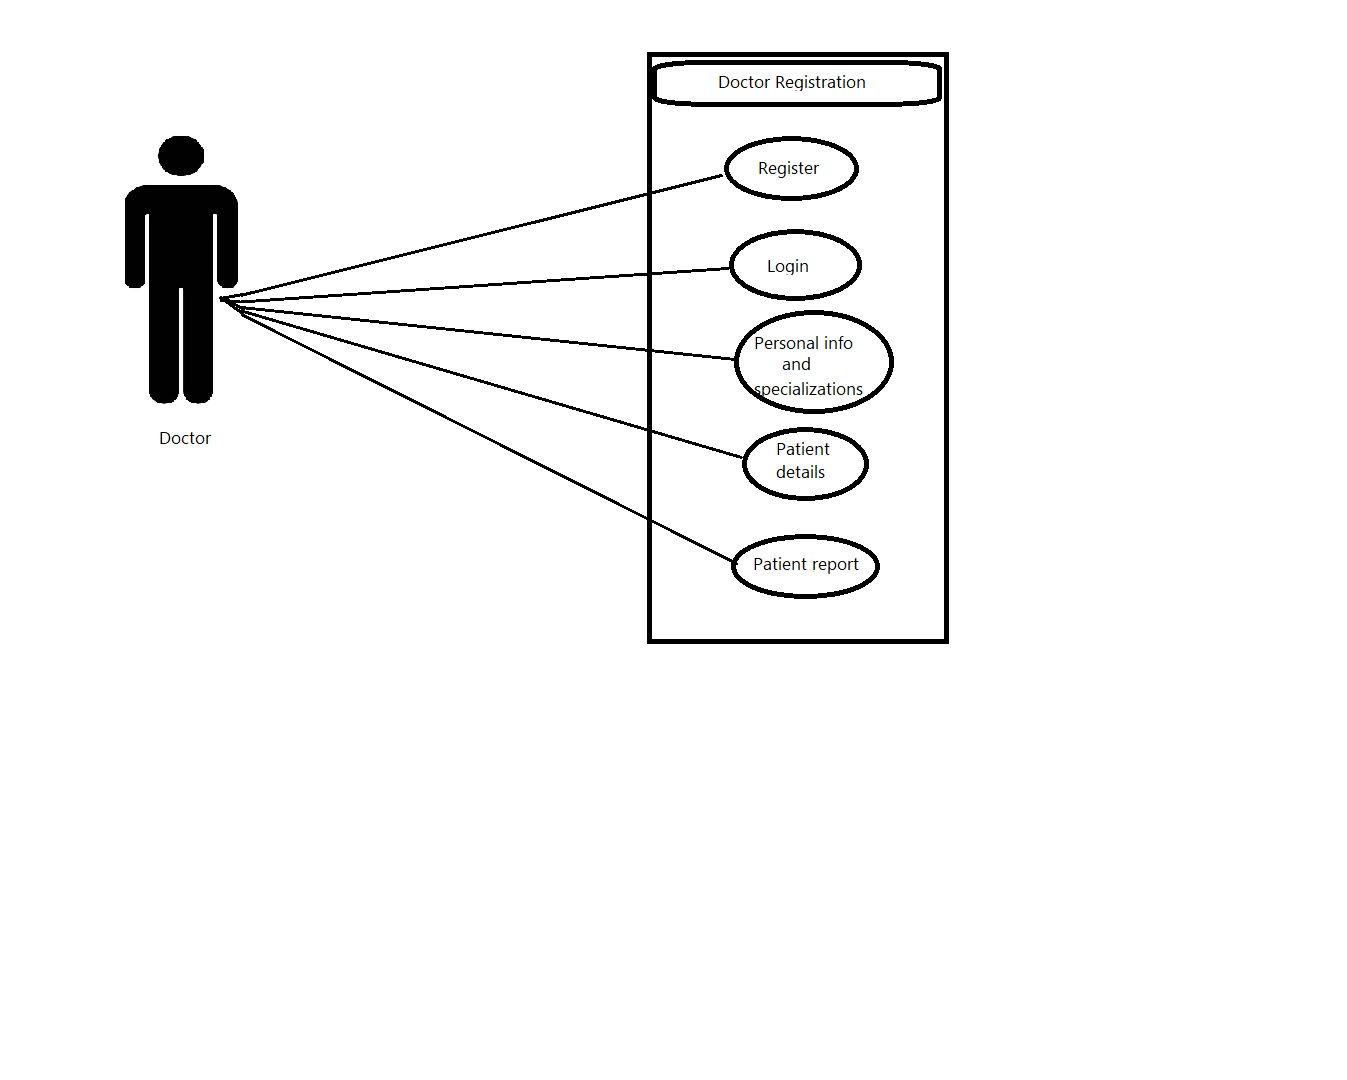 Doctor Registration
Register
Login
Personal info
and
specializations
Patient
details
Patient report
Doctor